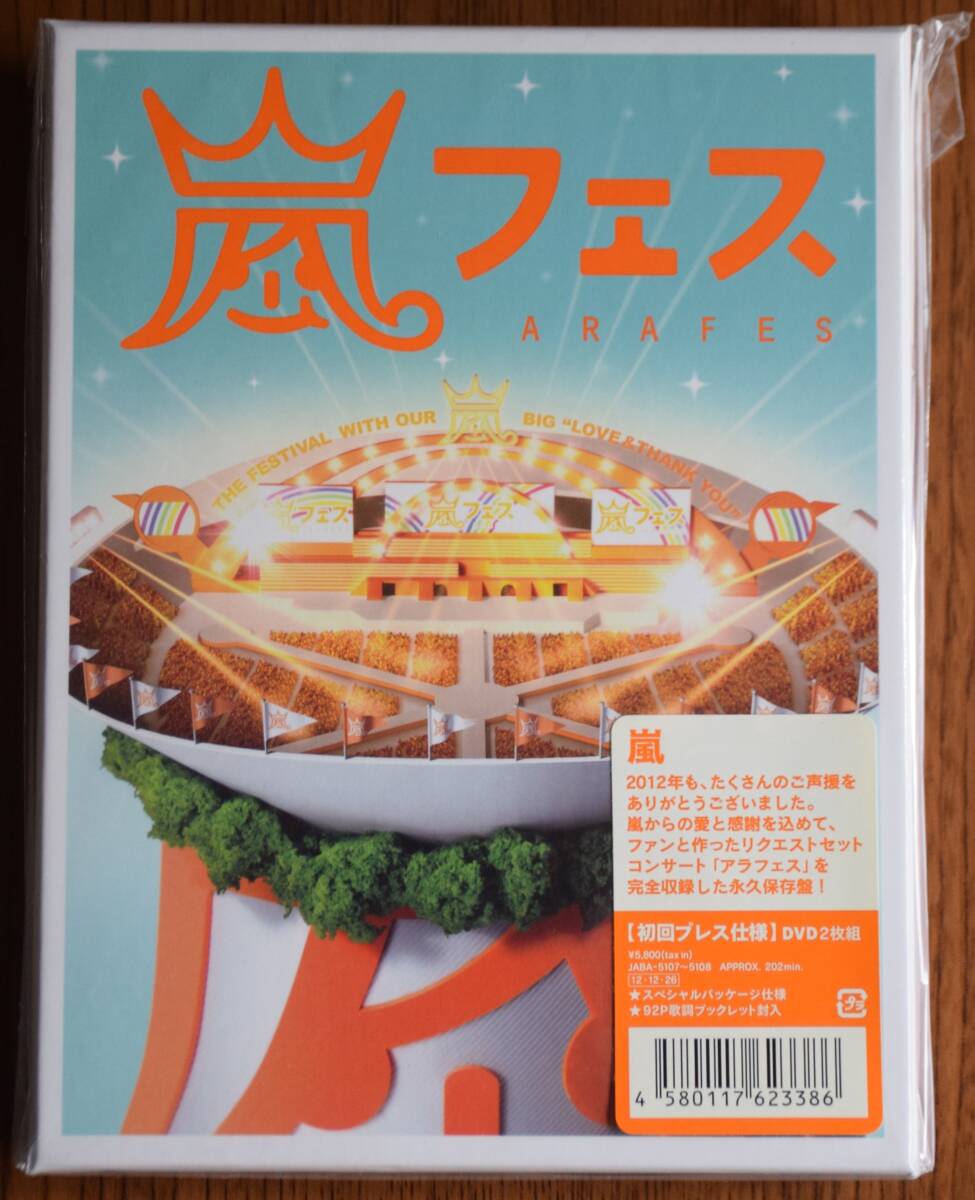 嵐フェス
ARAFES
THE FESTIVAL WITH OUR BIG "LOVE & THANK YOU"
嵐フェス
嵐フェス
嵐フェス
嵐
2012年も、たくさんのご声援を
ありがとうございました。
嵐からの愛と感謝を込めて、
ファンと作ったリクエストセット
コンサート「アラフェス」を
完全収録した永久保存盤!
【初回プレス仕様】DVD2枚組
¥5,800(tax in)
JABA-5107〜5108 APPROX. 202min.
12・12・26
★スペシャルパッケージ仕様
★92P歌詞ブックレット封入
プラ
4 580117 623386